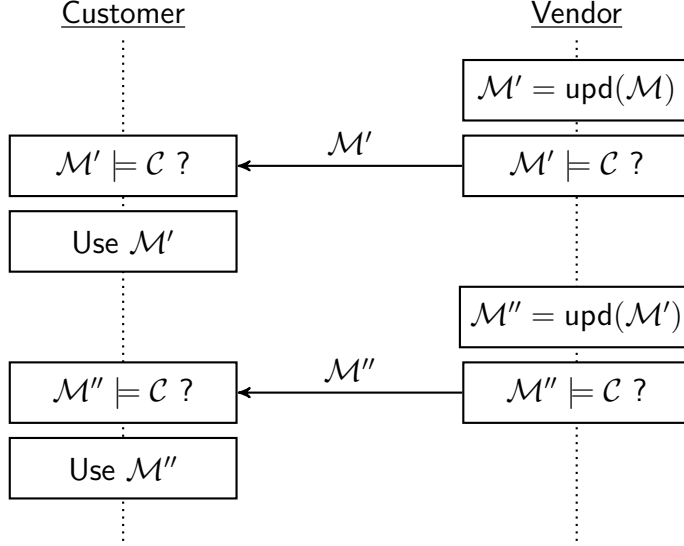 Customer Vendor
ℳ′ = upd(ℳ)
ℳ′ ⊨ 𝒞 ? ℳ′ ℳ′ ⊨ 𝒞 ?
Use ℳ′
ℳ″ = upd(ℳ′)
ℳ″ ⊨ 𝒞 ? ℳ″ ℳ″ ⊨ 𝒞 ?
Use ℳ″